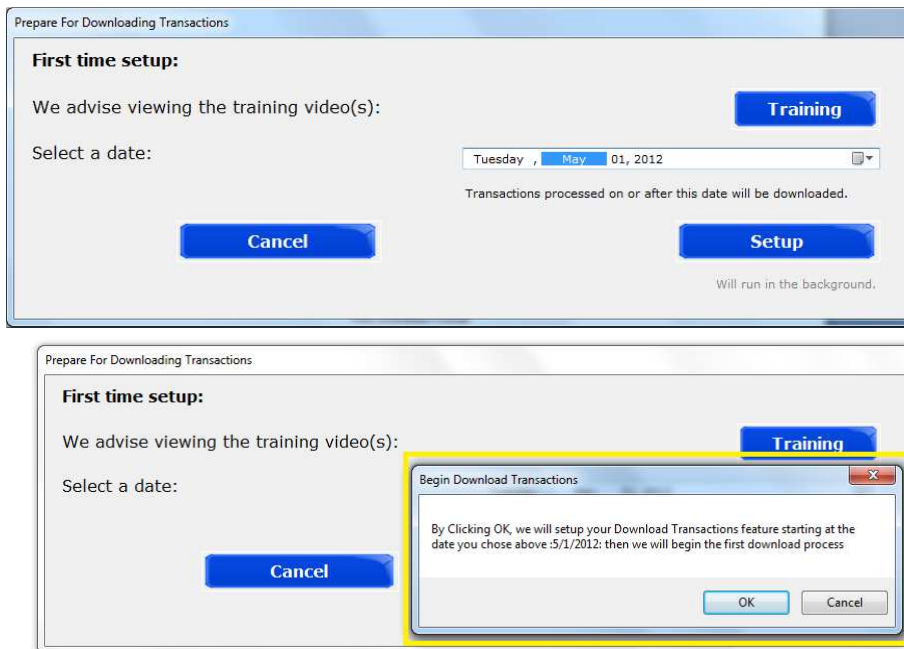 Prepare For Downloading Transactions
First time setup:
We advise viewing the training video(s):
Training
Select a date:
Tuesday , May 01, 2012
Transactions processed on or after this date will be downloaded.
Cancel
Setup
Will run in the background.
Prepare For Downloading Transactions
First time setup:
We advise viewing the training video(s):
Training
Select a date:
Begin Download Transactions
By Clicking OK, we will setup your Download Transactions feature starting at the
date you chose above :5/1/2012: then we will begin the first download process
Cancel
OK
Cancel